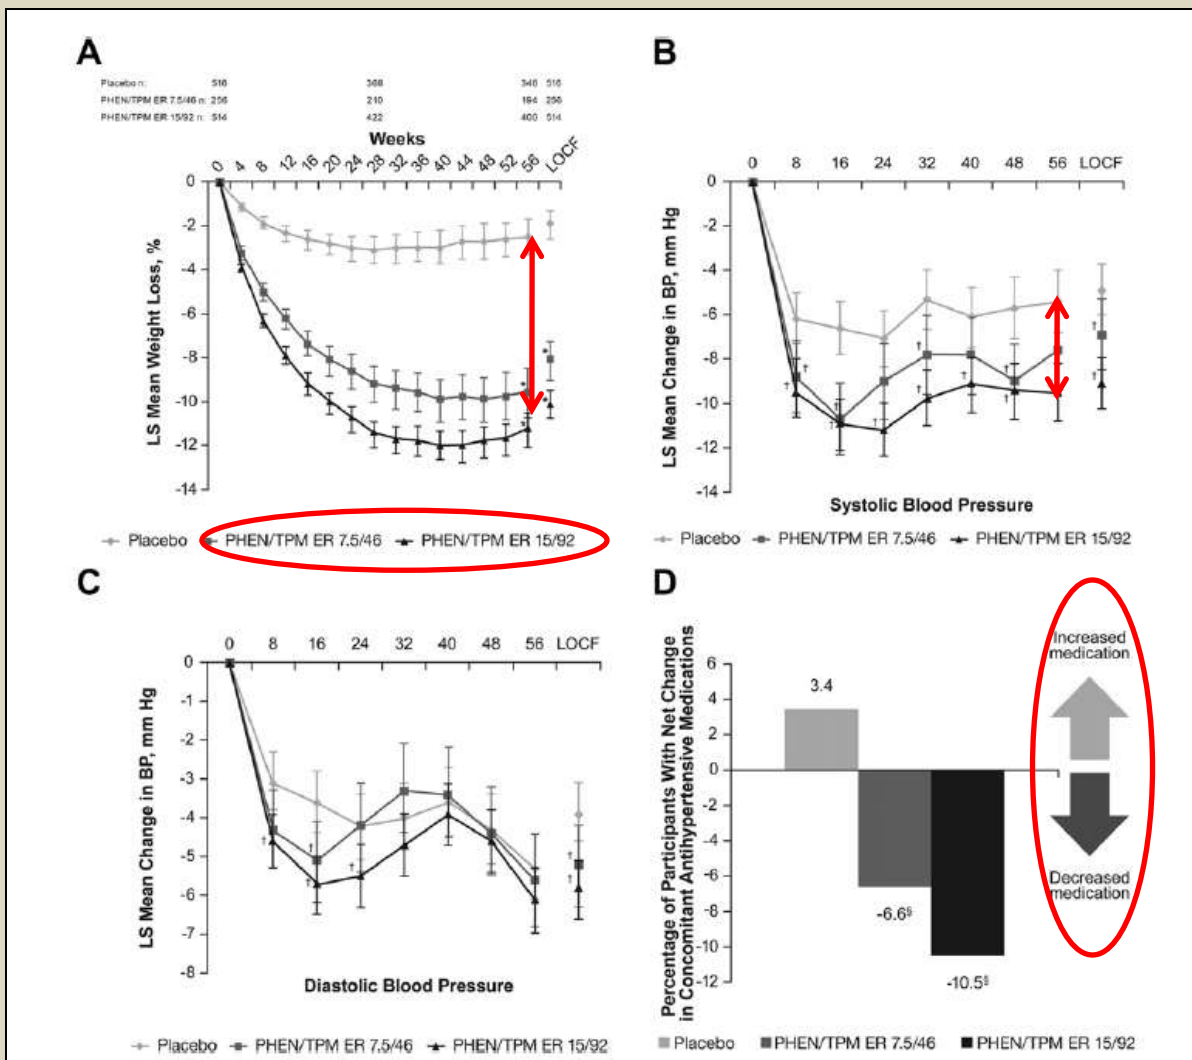 A
Placebo n: 516 368 346 516
PHEN/TPM ER 7.5/46 n: 256 210 194 256
PHEN/TPM ER 15/92 n: 514 422 400 514
Weeks
0 4 8 12 16 20 24 28 32 36 40 44 48 52 56 LOCF
LS Mean Weight Loss, %
0
-2
-4
-6
-8
-10
-12
-14
* * * *
Placebo PHEN/TPM ER 7.5/46 PHEN/TPM ER 15/92
B
0 8 16 24 32 40 48 56 LOCF
LS Mean Change in BP, mm Hg
0
-2
-4
-6
-8
-10
-12
-14
† † † † † † † † † † † †
Systolic Blood Pressure
Placebo PHEN/TPM ER 7.5/46 PHEN/TPM ER 15/92
C
0 8 16 24 32 40 48 56 LOCF
LS Mean Change in BP, mm Hg
0
-1
-2
-3
-4
-5
-6
-7
-8
† † † † † †
Diastolic Blood Pressure
Placebo PHEN/TPM ER 7.5/46 PHEN/TPM ER 15/92
D
Percentage of Participants With Net Change
in Concomitant Antihypertensive Medications
6
4
2
0
-2
-4
-6
-8
-10
-12
3.4
-6.6§
-10.5§
Increased
medication
Decreased
medication
Placebo PHEN/TPM ER 7.5/46 PHEN/TPM ER 15/92